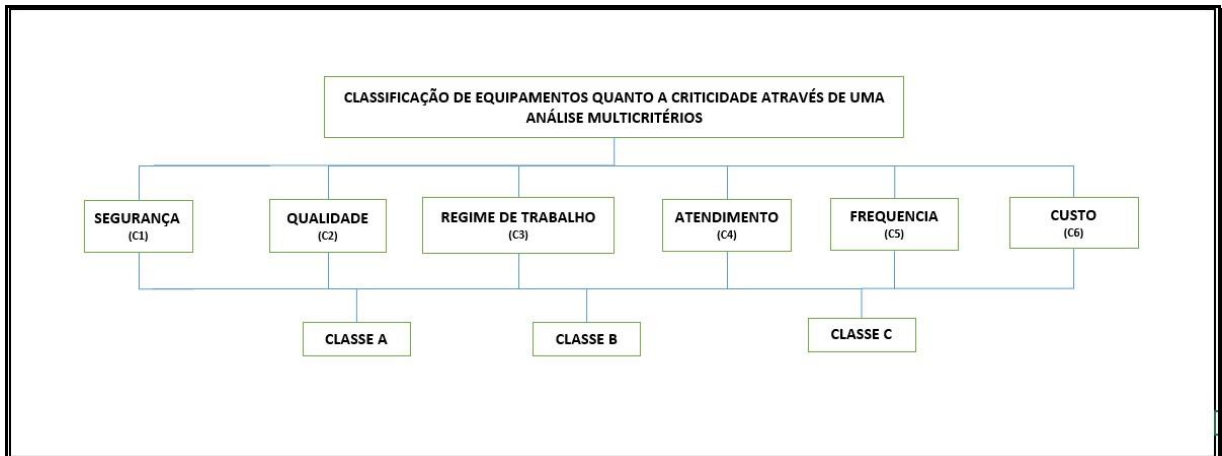 CLASSIFICAÇÃO DE EQUIPAMENTOS QUANTO A CRITICIDADE ATRAVÉS DE UMA
ANÁLISE MULTICRITÉRIOS
SEGURANÇA
(C1)
QUALIDADE
(C2)
REGIME DE TRABALHO
(C3)
ATENDIMENTO
(C4)
FREQUENCIA
(C5)
CUSTO
(C6)
CLASSE A
CLASSE B
CLASSE C